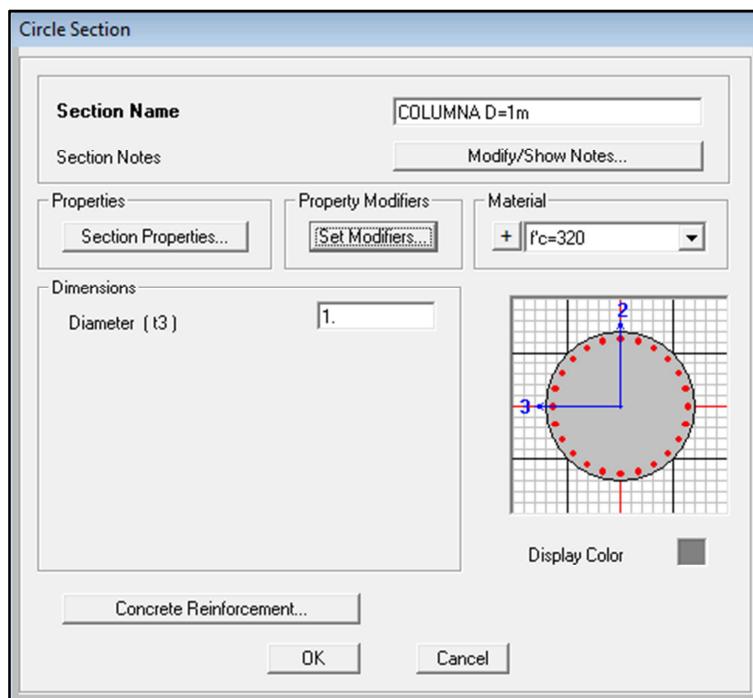 Circle Section
Section Name
COLUMNA D=1m
Section Notes
Modify/Show Notes...
Properties
Section Properties...
Property Modifiers
Set Modifiers...
Material
+
f'c=320
Dimensions
Diameter ( t3 )
1.
2
3
Display Color
Concrete Reinforcement...
OK
Cancel